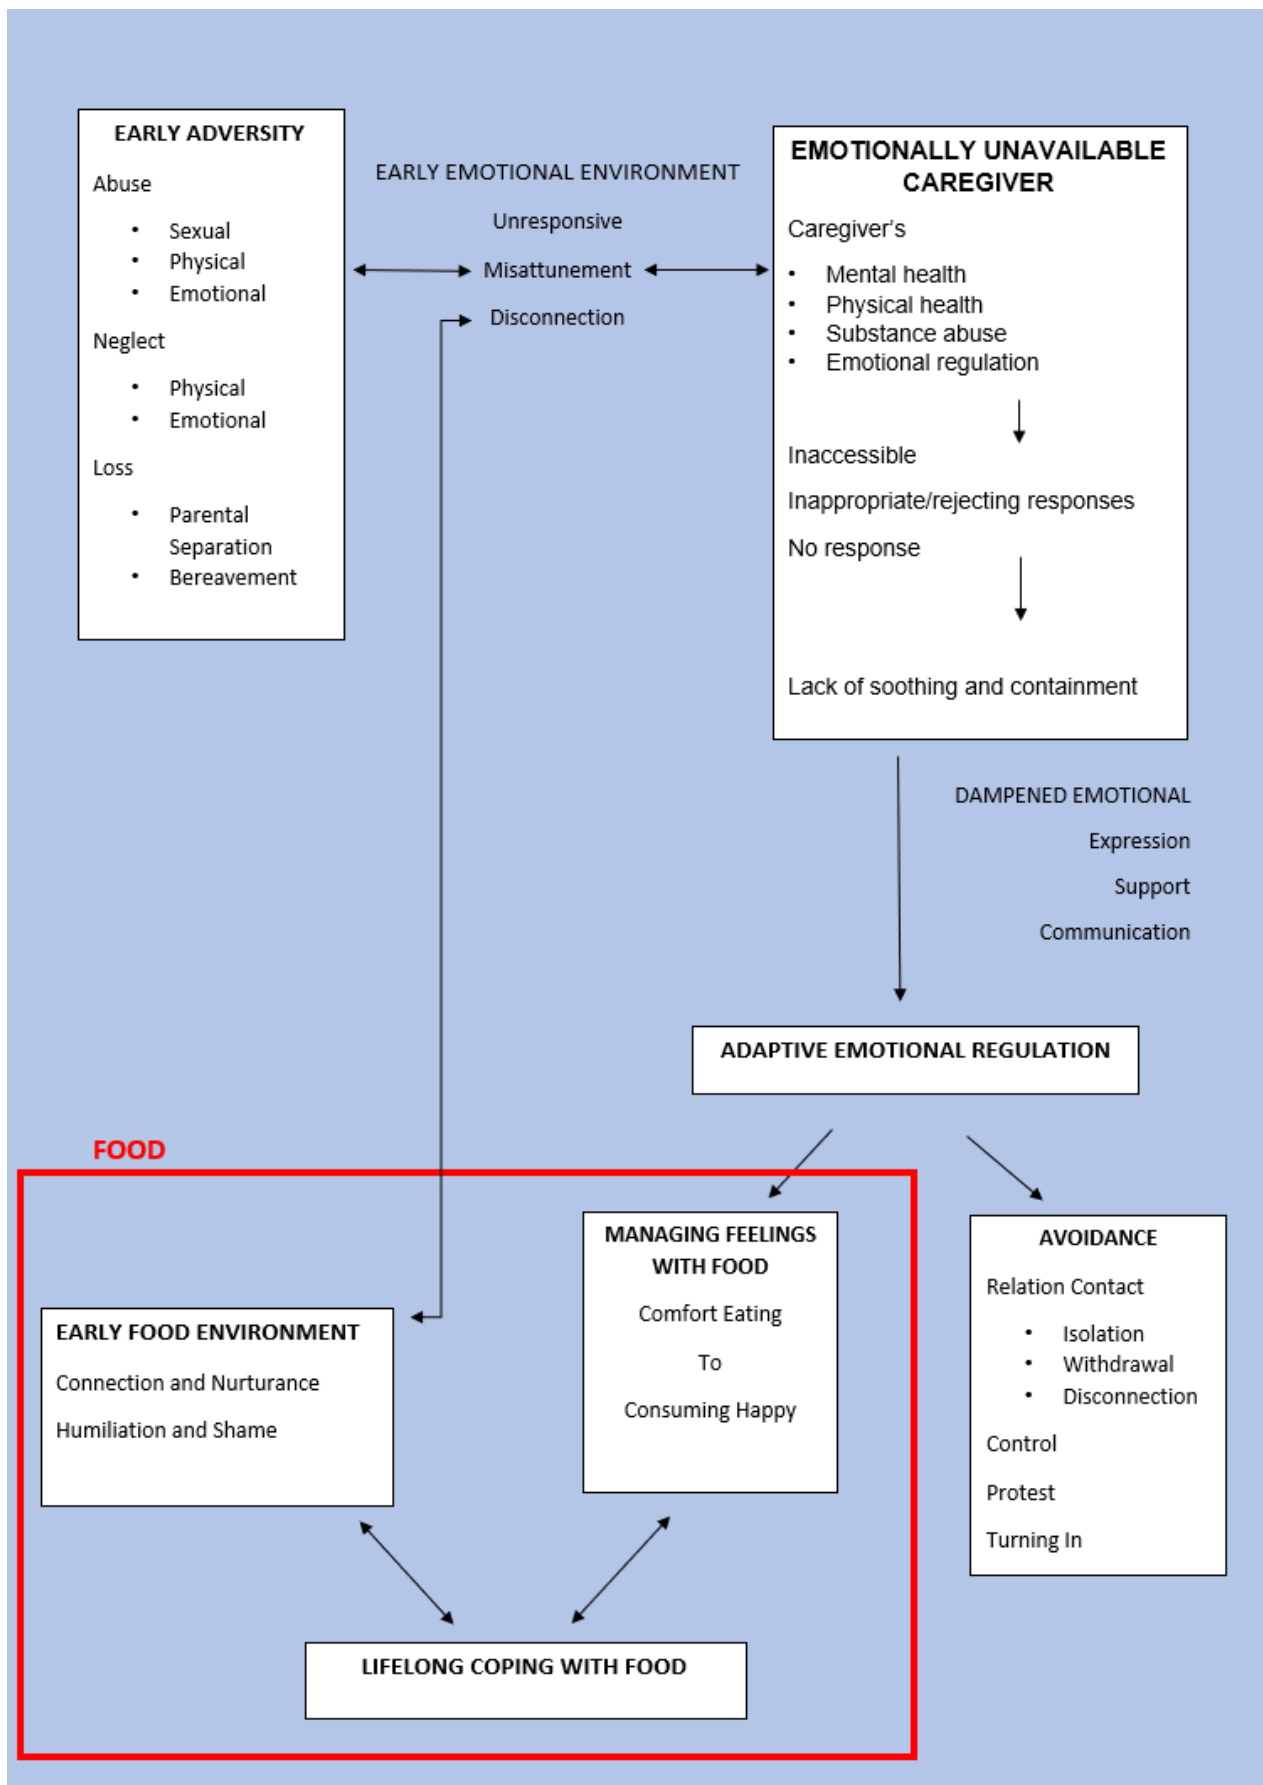 EARLY ADVERSITY
Abuse
• Sexual
• Physical
• Emotional
Neglect
• Physical
• Emotional
Loss
• Parental
Separation
• Bereavement
EARLY EMOTIONAL ENVIRONMENT
Unresponsive
Misattunement
Disconnection
EMOTIONALLY UNAVAILABLE
CAREGIVER
Caregiver’s
• Mental health
• Physical health
• Substance abuse
• Emotional regulation
Inaccessible
Inappropriate/rejecting responses
No response
Lack of soothing and containment
DAMPENED EMOTIONAL
Expression
Support
Communication
ADAPTIVE EMOTIONAL REGULATION
FOOD
EARLY FOOD ENVIRONMENT
Connection and Nurturance
Humiliation and Shame
MANAGING FEELINGS
WITH FOOD
Comfort Eating
To
Consuming Happy
AVOIDANCE
Relation Contact
• Isolation
• Withdrawal
• Disconnection
Control
Protest
Turning In
LIFELONG COPING WITH FOOD